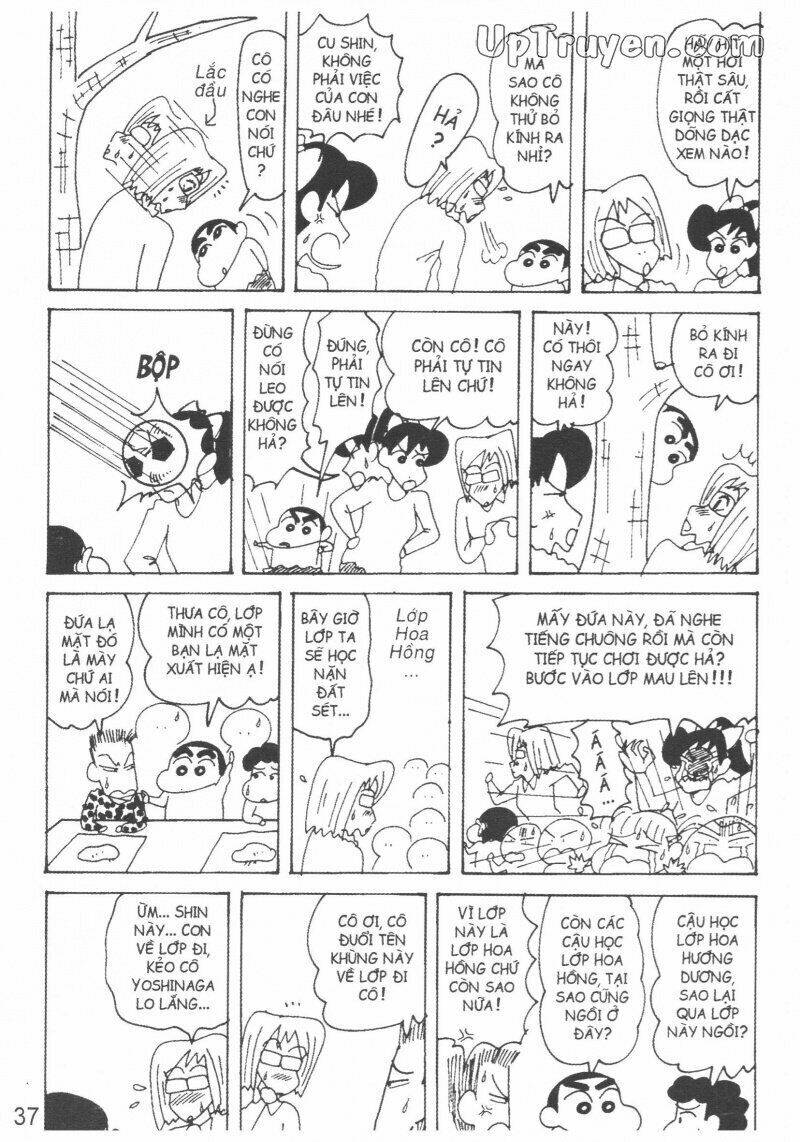 UpTruyen.com
MỘT HƠI
THẬT SÂU,
RỒI CẤT
GIỌNG THẬT
DÕNG DẠC
XEM NÀO!
MÀ
SAO CÔ
KHÔNG
THỬ BỎ
KÍNH RA
NHỈ?
HẢ?
CU SHIN,
KHÔNG
PHẢI VIỆC
CỦA CON
ĐÂU NHÉ!
CÔ
CÓ
NGHE
CON
NÓI
CHỨ?
Lắc
đầu
BỎ KÍNH
RA ĐI
CÔ ƠI!
NÀY!
CÓ THÔI
NGAY
KHÔNG
HẢ!
CÒN CÔ! CÔ
PHẢI TỰ TIN
LÊN CHỨ!
ĐÚNG,
PHẢI
TỰ TIN
LÊN!
ĐỪNG
CÓ
NÓI LEO
ĐƯỢC
KHÔNG
HẢ?
BỘP
MẤY ĐỨA NÀY, ĐÃ NGHE
TIẾNG CHUÔNG RỒI MÀ CÒN
TIẾP TỤC CHƠI ĐƯỢC HẢ?
BƯỚC VÀO LỚP MAU LÊN!!!
Á
Á
Á
...
Lớp
Hoa
Hồng
...
BÂY GIỜ
LỚP TA
SẼ HỌC
NẶN
ĐẤT
SÉT...
THƯA CÔ, LỚP
MÌNH CÓ MỘT
BẠN LẠ MẶT
XUẤT HIỆN Ạ!
ĐỨA LẠ
MẶT ĐÓ
LÀ MÀY
CHỨ AI
MÀ NÓI!
CẬU HỌC
LỚP HOA
HƯỚNG
DƯƠNG,
SAO LẠI
QUA LỚP
NÀY NGỒI?
CÒN CÁC
CẬU HỌC
LỚP HOA
HỒNG, TẠI
SAO CŨNG
NGỒI Ở
ĐÂY?
VÌ LỚP
NÀY LÀ
LỚP HOA
HỒNG CHỨ
CÒN SAO
NỮA!
CÔ ƠI, CÔ
ĐUỔI TÊN
KHÙNG NÀY
VỀ LỚP ĐI
CÔ!
ỪM... SHIN
NÀY... CON
VỀ LỚP ĐI,
KẺO CÔ
YOSHINAGA
LO LẮNG...
37